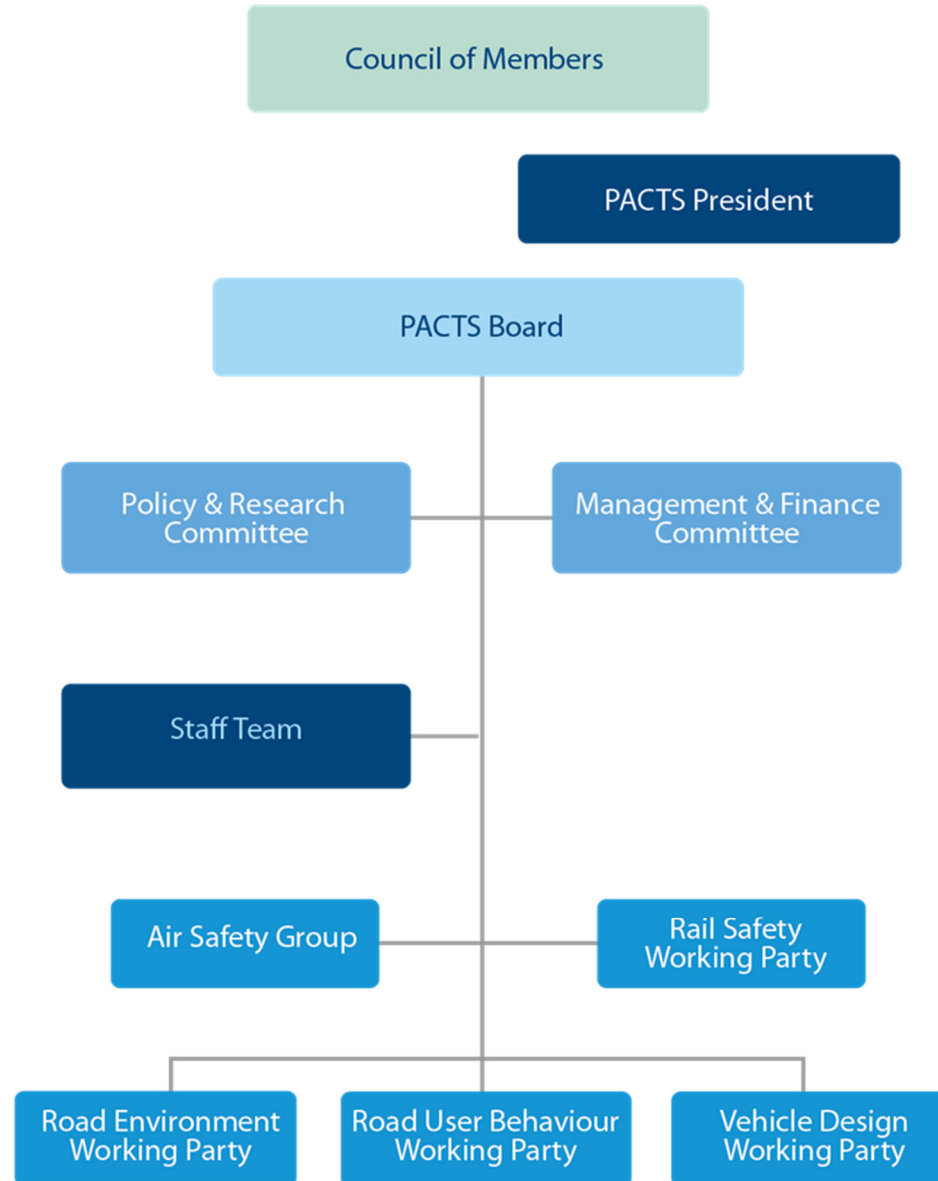 Council of Members
PACTS President
PACTS Board
Policy & Research
Committee
Management & Finance
Committee
Staff Team
Air Safety Group
Rail Safety
Working Party
Road Environment
Working Party
Road User Behaviour
Working Party
Vehicle Design
Working Party